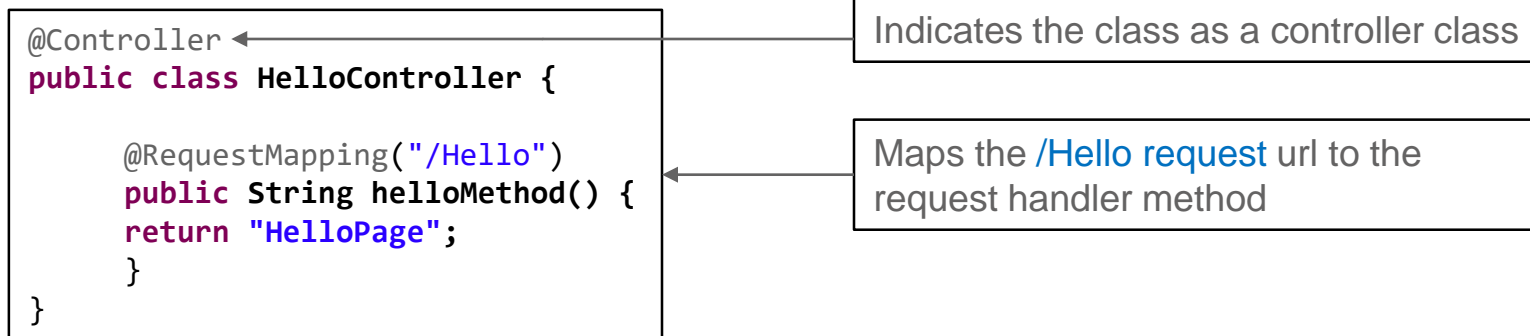 @Controller
public class HelloController {
@RequestMapping("/Hello")
public String helloMethod() {
return "HelloPage";
}
}
Indicates the class as a controller class
Maps the /Hello request url to the
request handler method